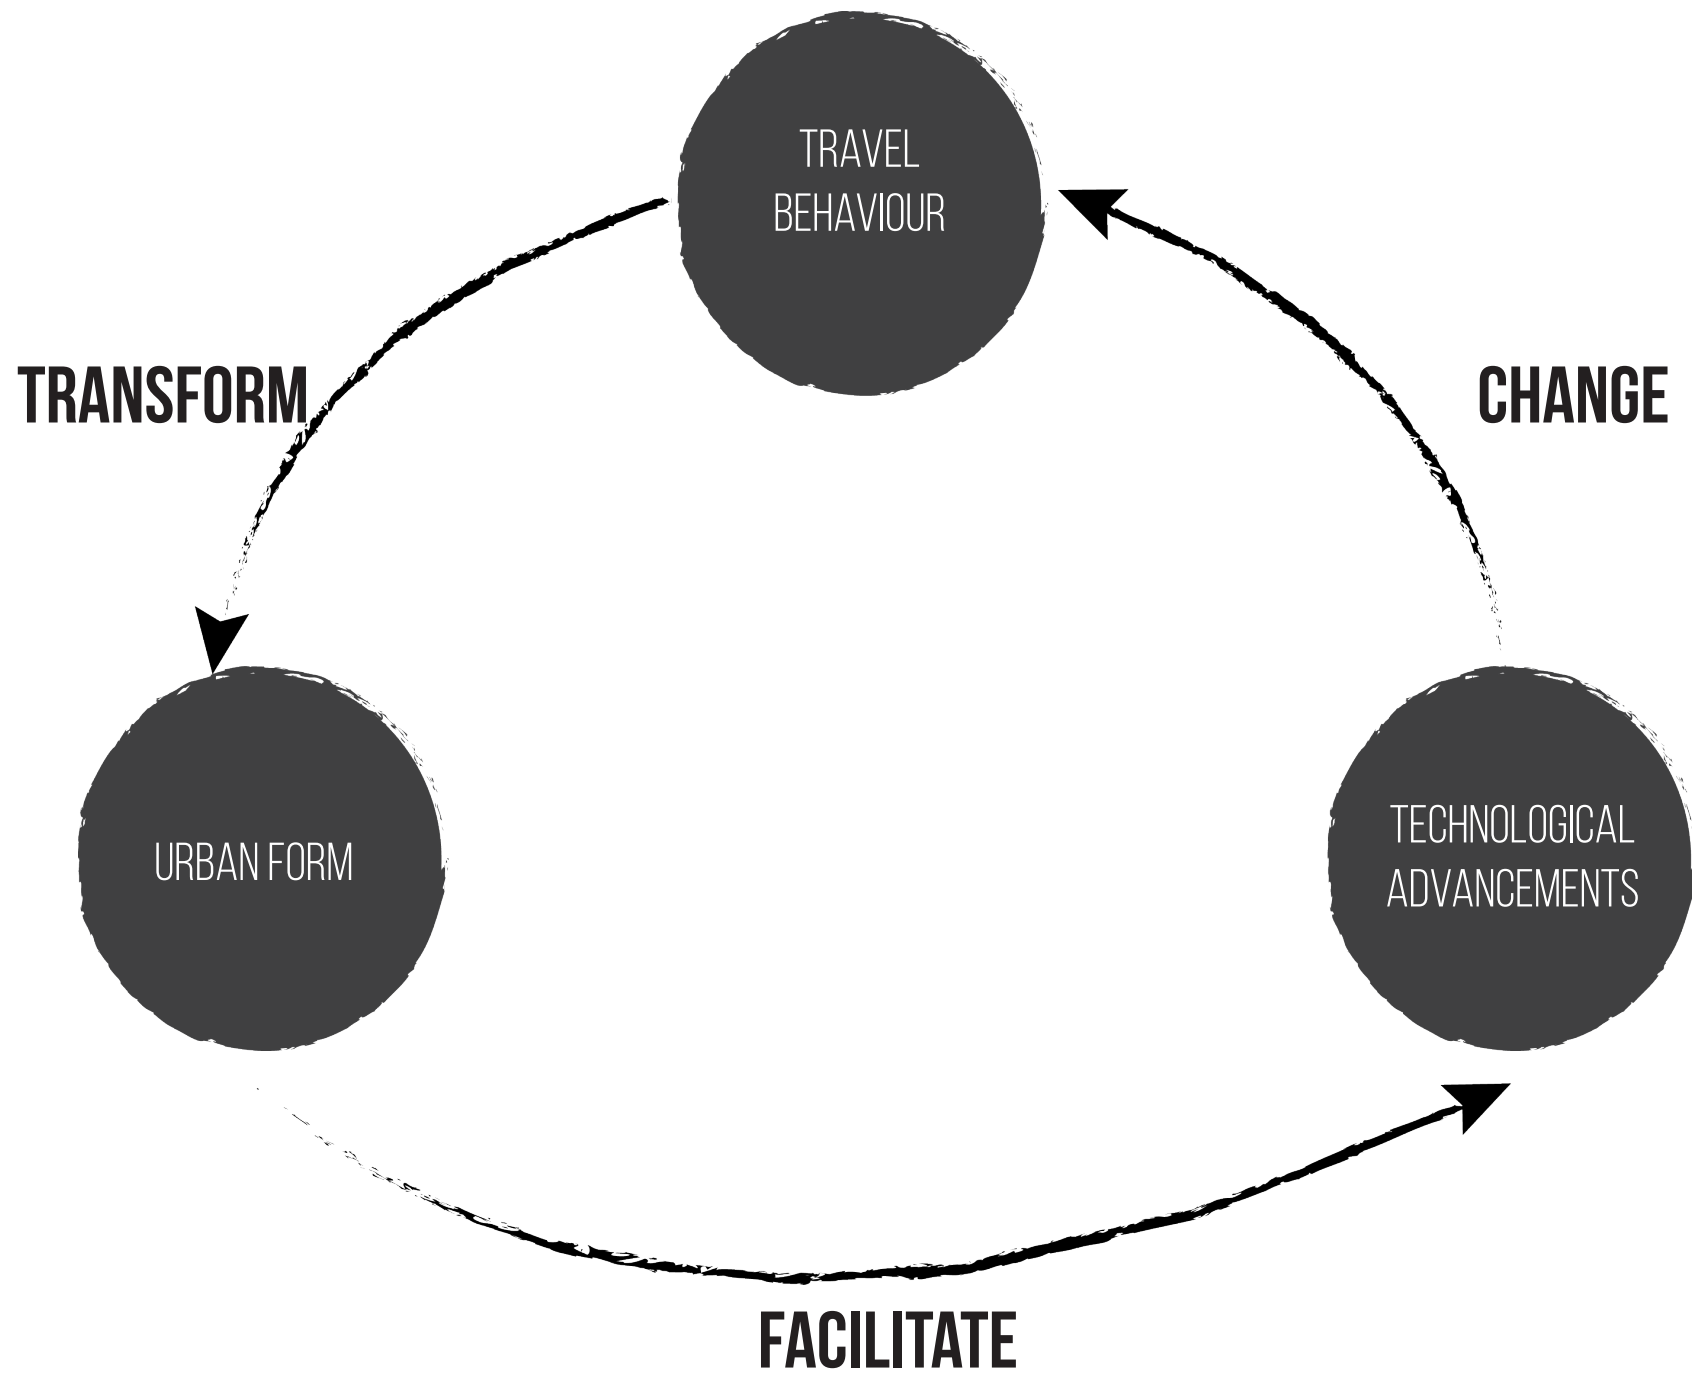 TRAVEL
BEHAVIOUR
TRANSFORM
CHANGE
URBAN FORM
TECHNOLOGICAL
ADVANCEMENTS
FACILITATE